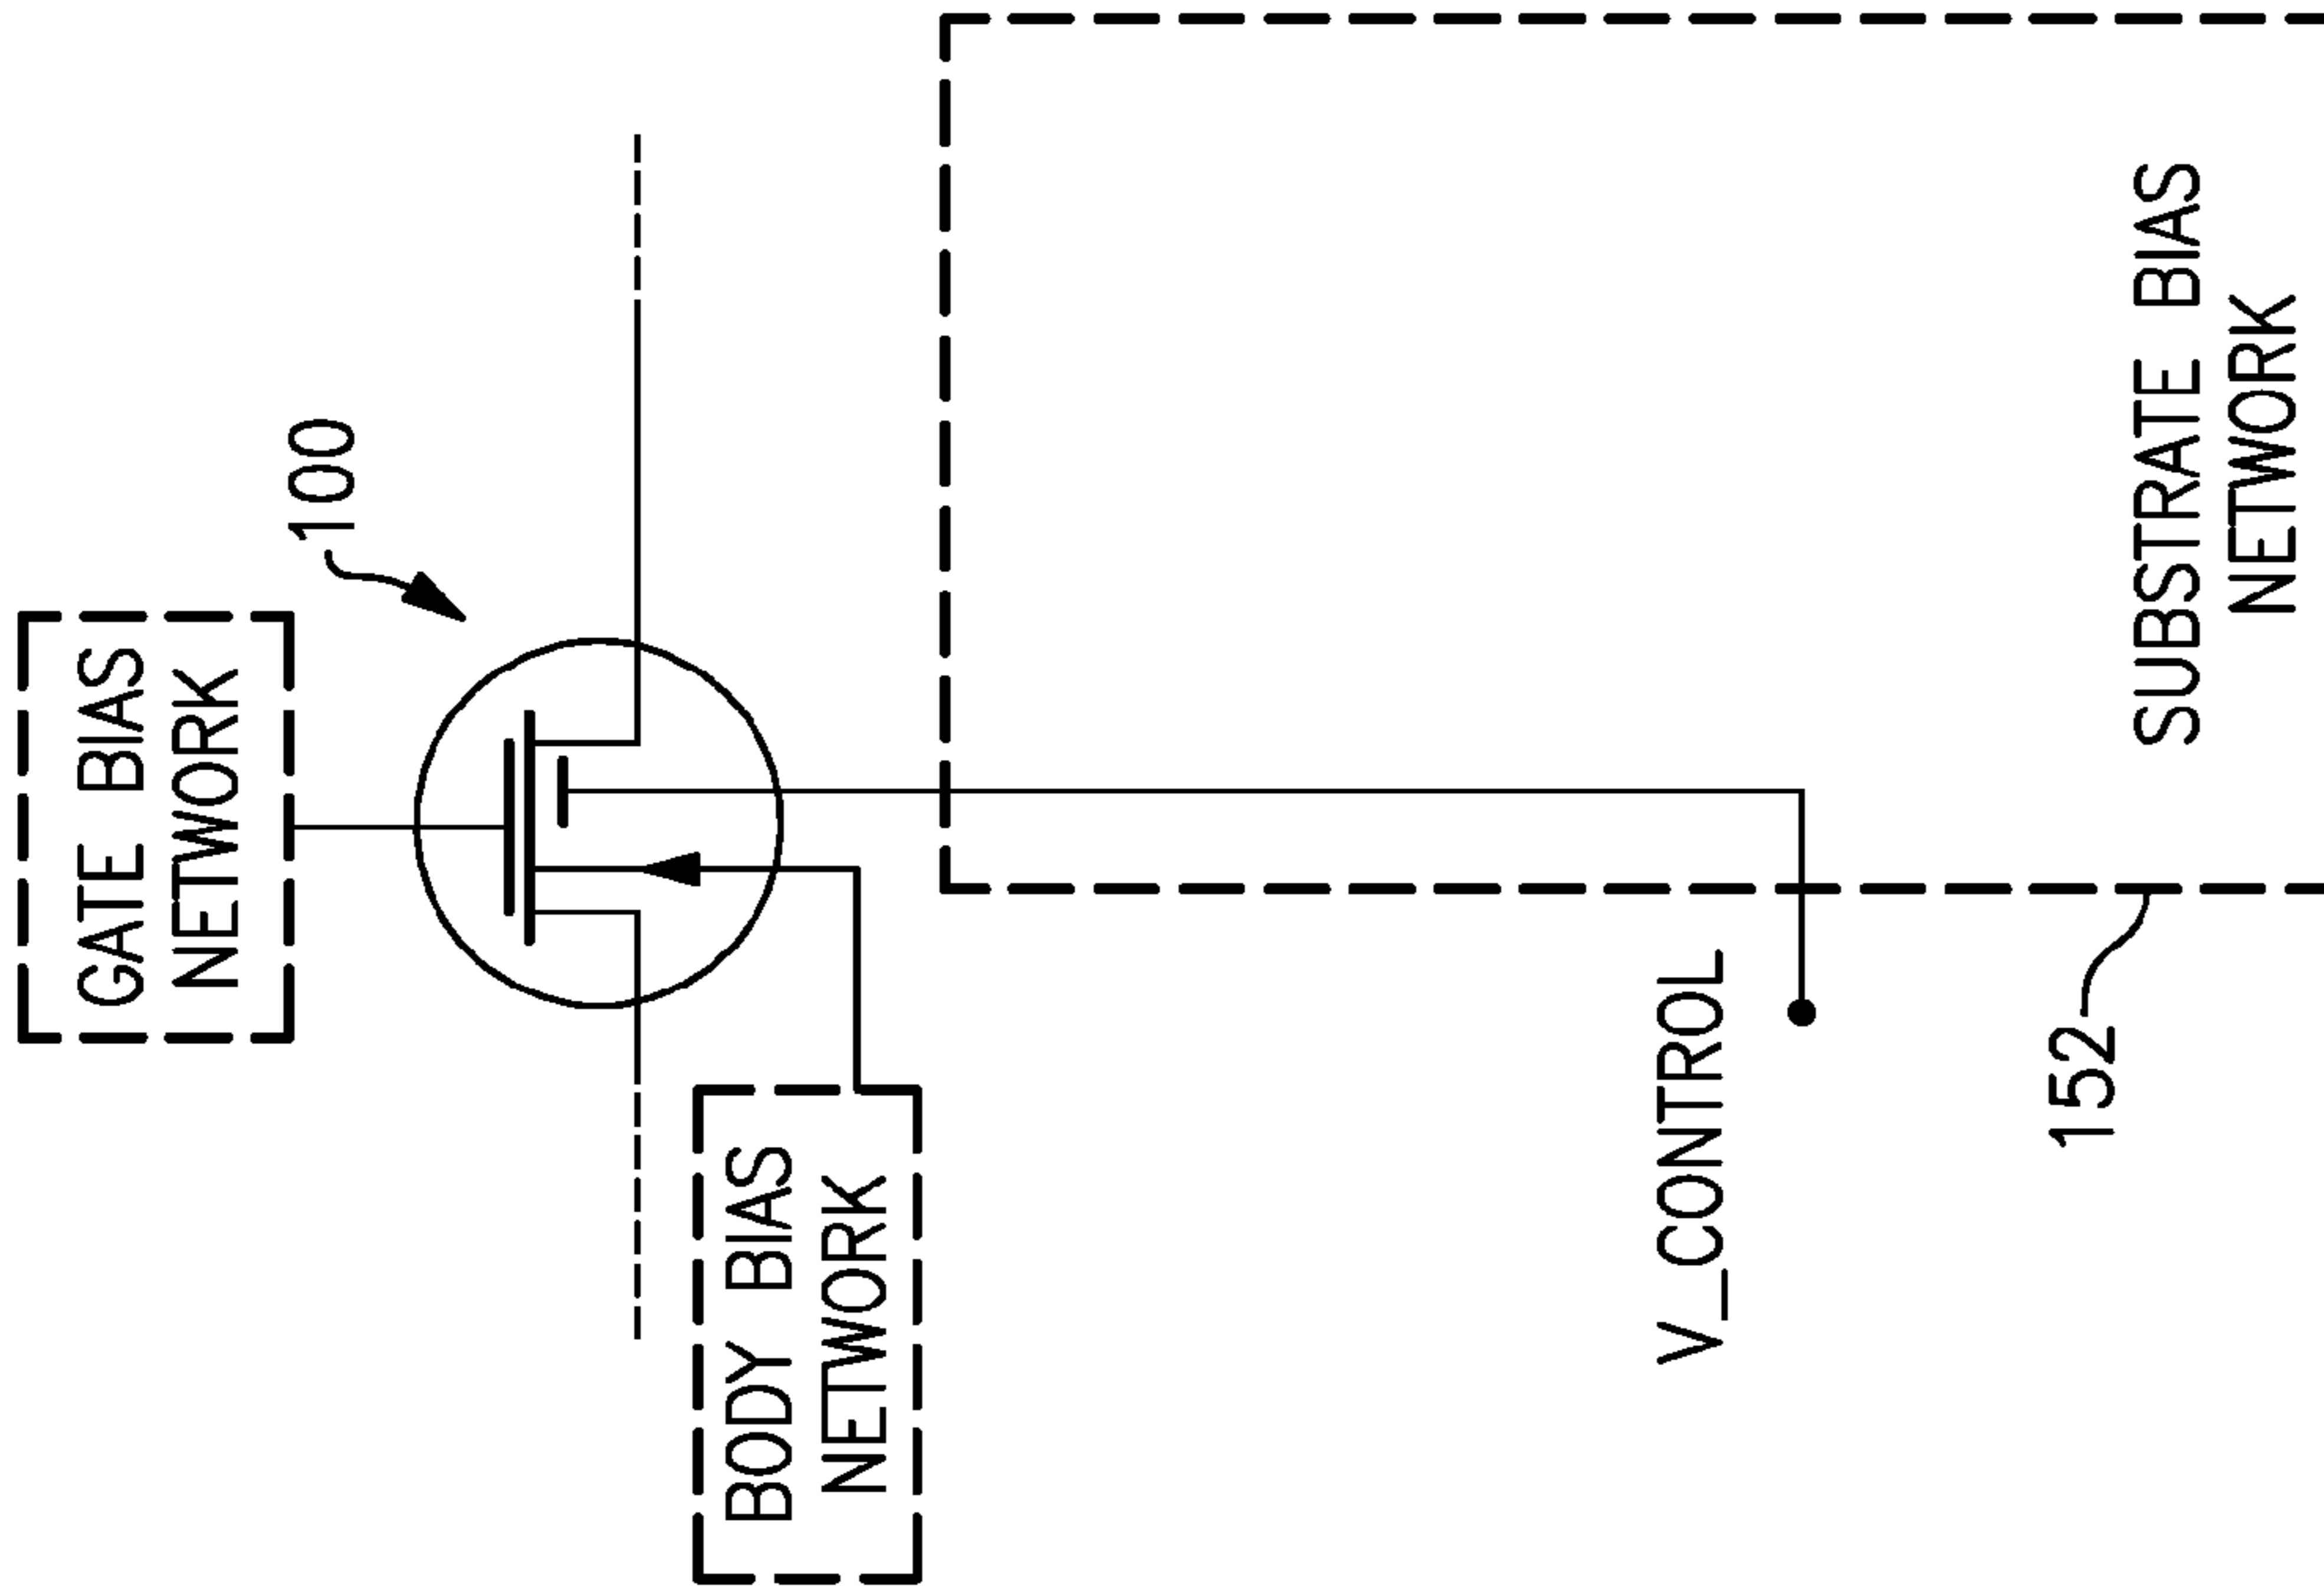 GATE BIAS
NETWORK
100
BODY BIAS
NETWORK
V_CONTROL
152
SUBSTRATE BIAS
NETWORK